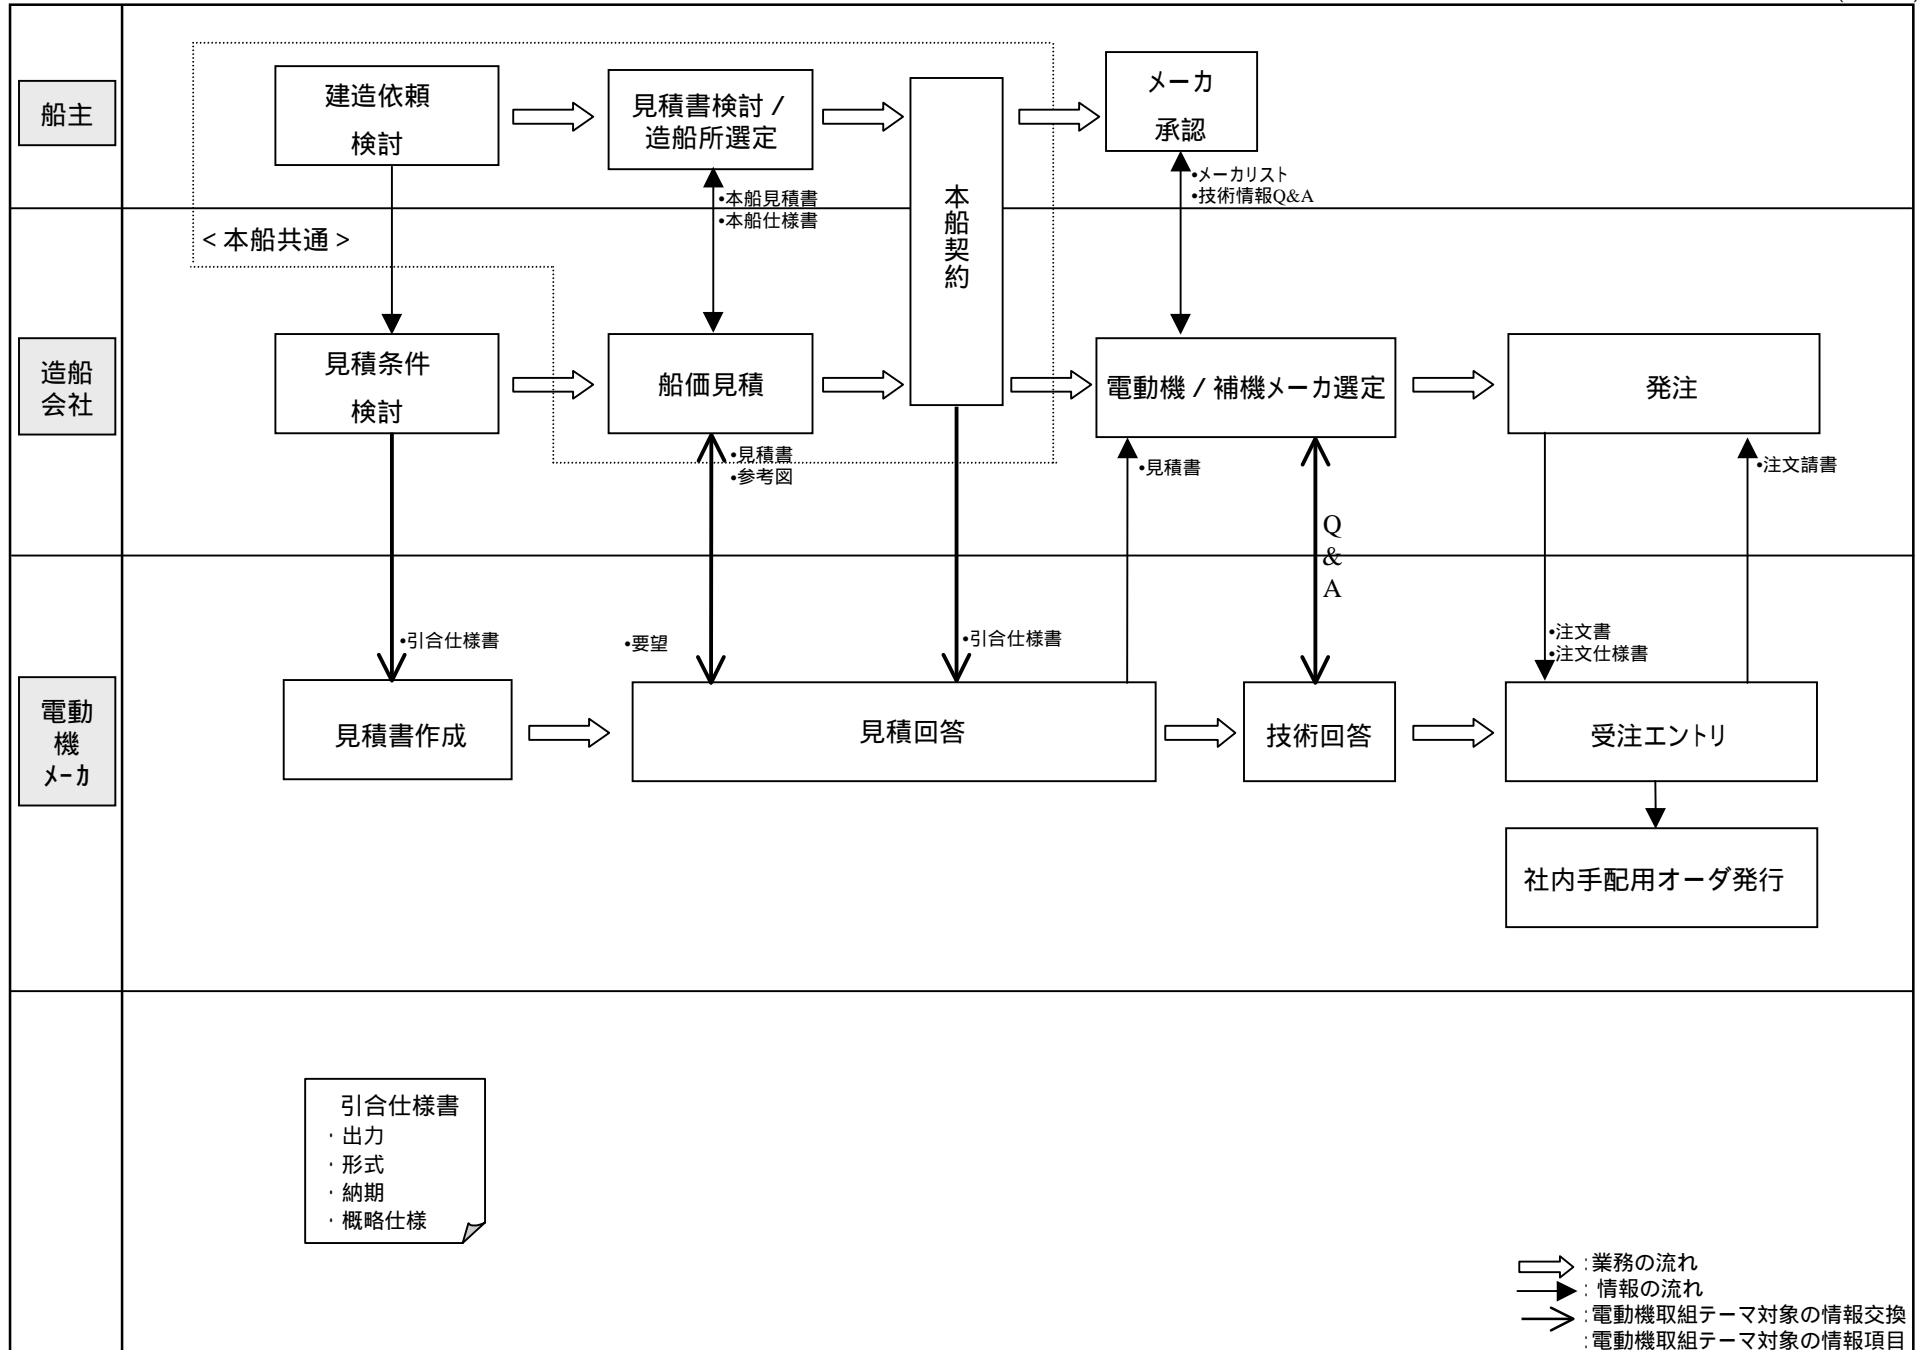 船主
建造依頼
検討
見積書検討 /
造船所選定
本船契約
メーカ
承認
•本船見積書
•本船仕様書
•メーカリスト
•技術情報Q&A
< 本船共通 >
造船
会社
見積条件
検討
船価見積
電動機 / 補機メーカ選定
発注
•見積書
•参考図
•見積書
•注文請書
Q
&
A
•引合仕様書
•要望
•引合仕様書
•注文書
•注文仕様書
電動
機
メーカ
見積書作成
見積回答
技術回答
受注エントリ
社内手配用オーダ発行
引合仕様書
・出力
・形式
・納期
・概略仕様
:業務の流れ
: 情報の流れ
:電動機取組テーマ対象の情報交換
:電動機取組テーマ対象の情報項目